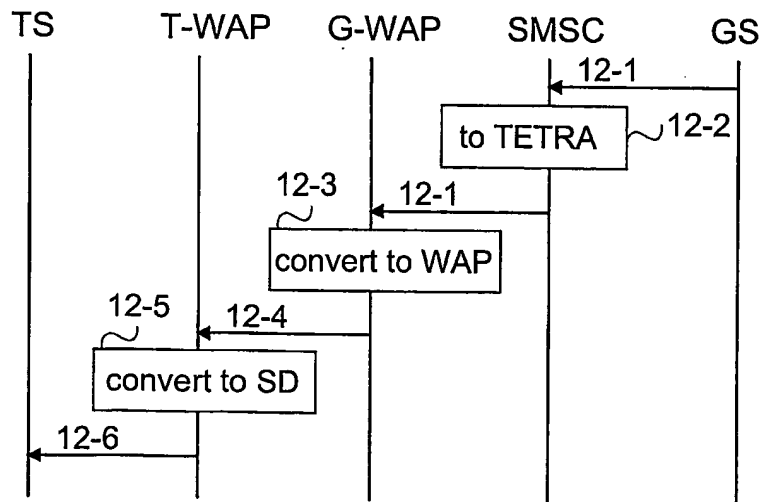 TS T-WAP G-WAP SMSC GS
12-1
to TETRA 12-2
12-3 12-1
convert to WAP
12-5 12-4
convert to SD
12-6